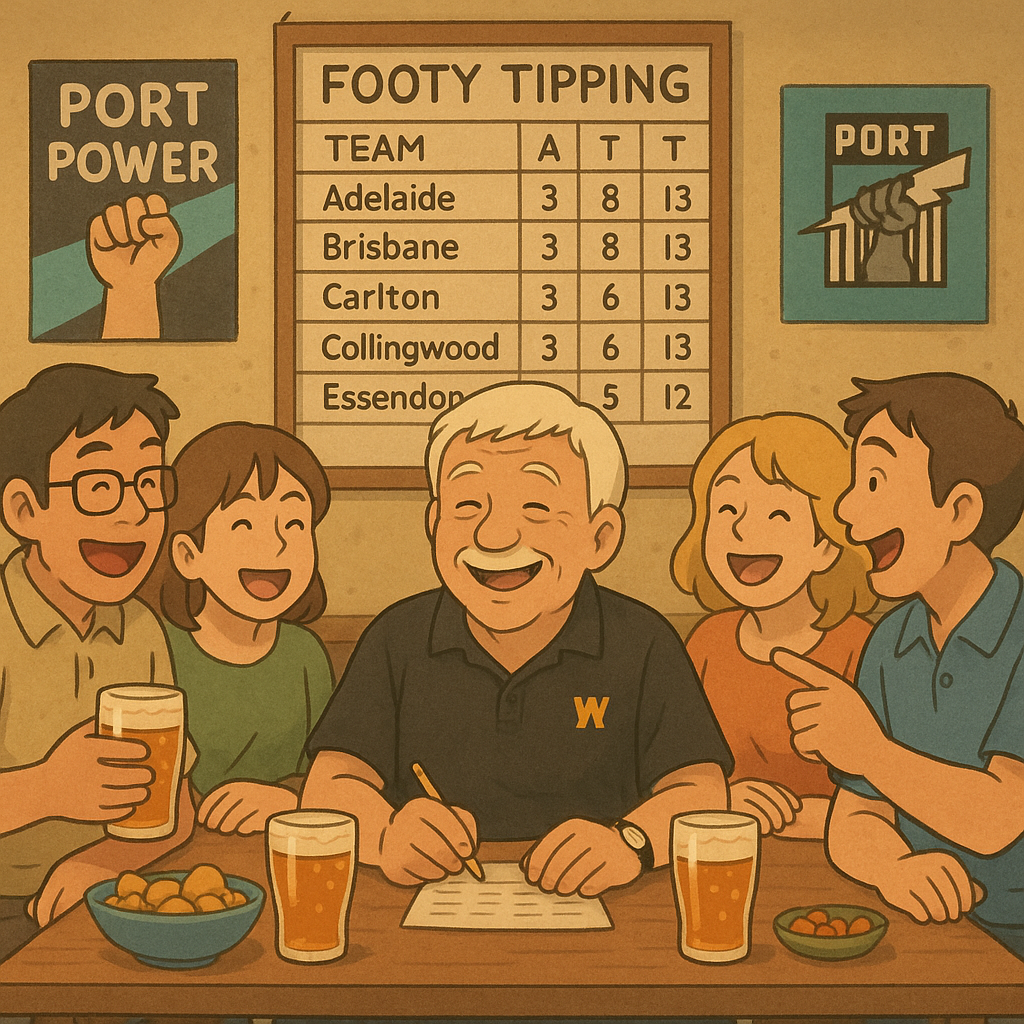 PORT
POWER
FOOTY TIPPING
TEAM A T T
Adelaide 3 8 13
Brisbane 3 8 13
Carlton 3 6 13
Collingwood 3 6 13
Essendon 5 12
PORT
W